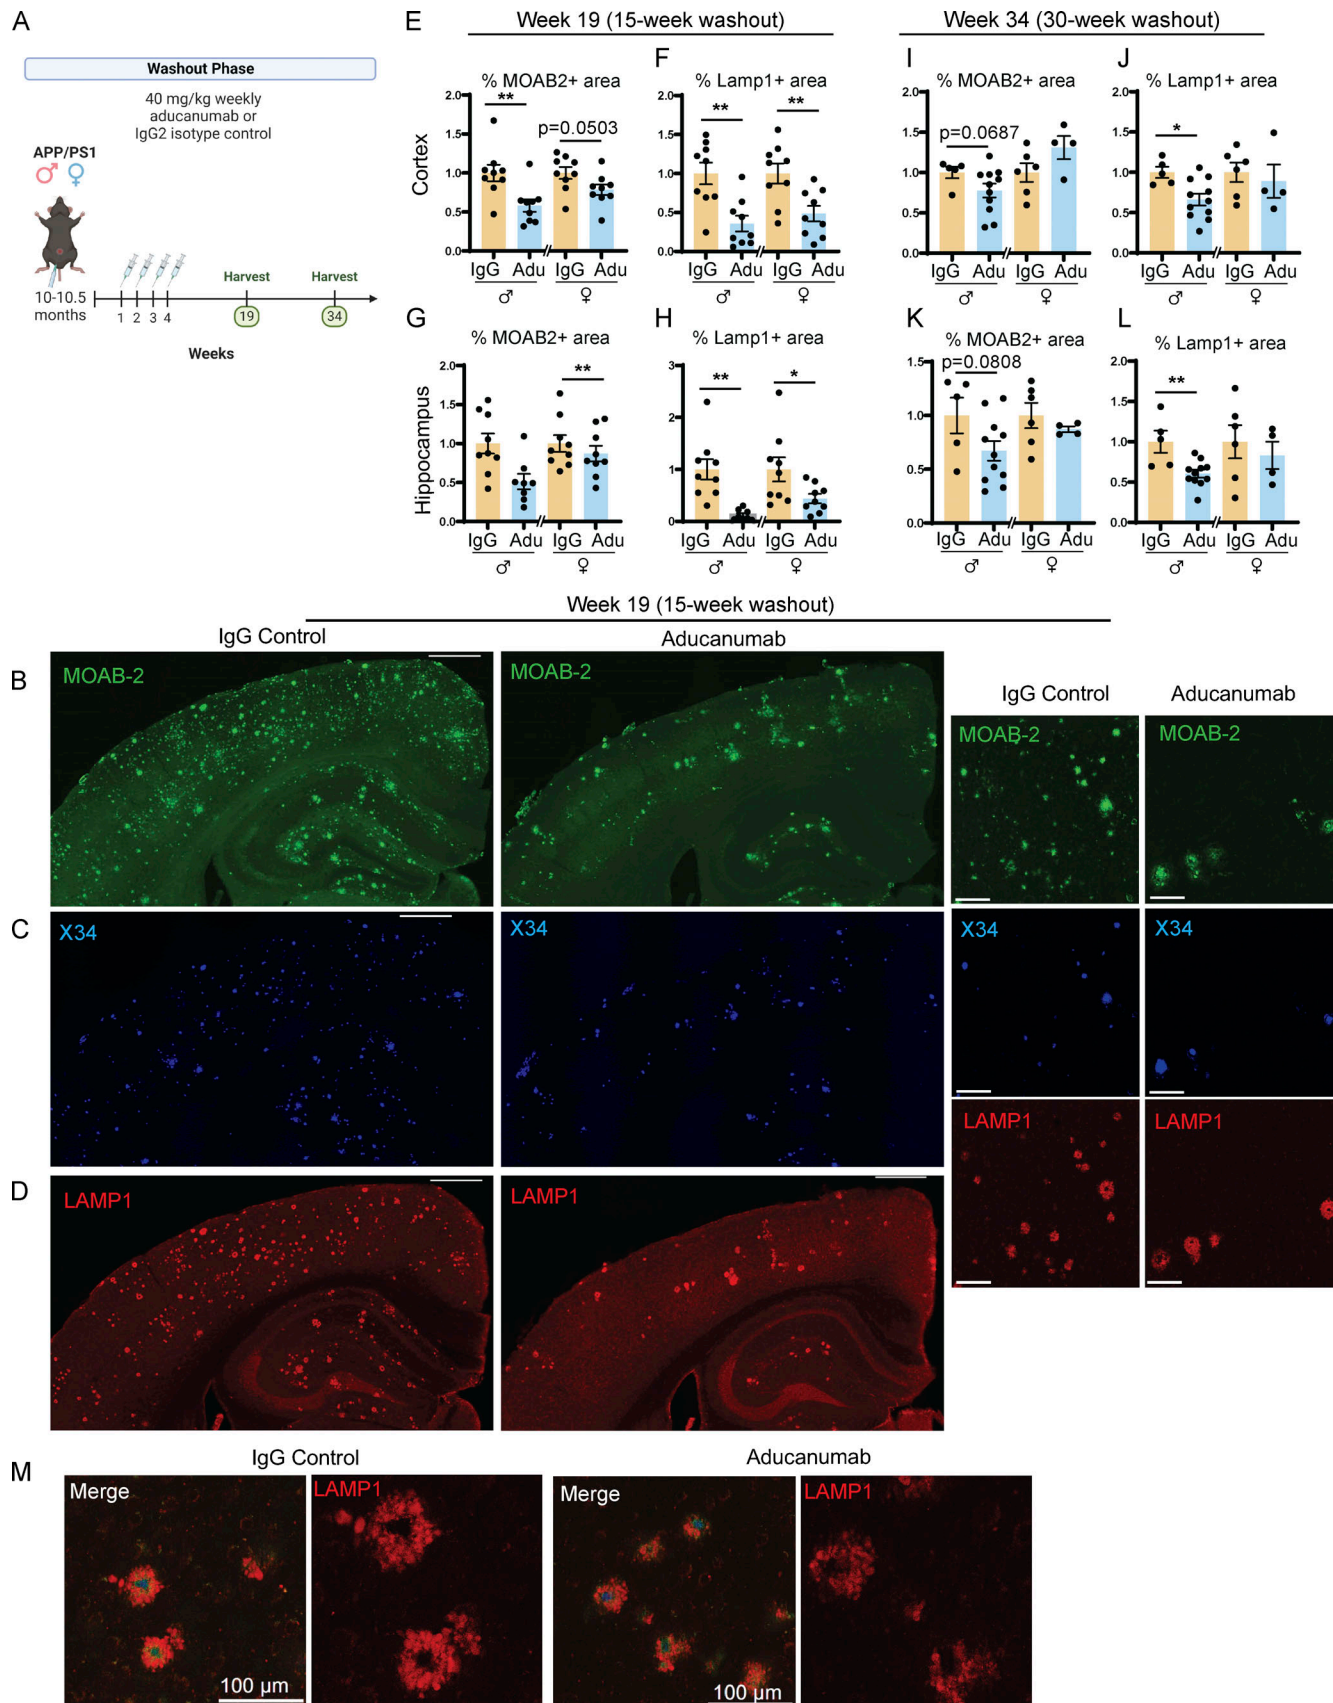 A
Washout Phase
40 mg/kg weekly
aducanumab or
IgG2 isotype control
APP/PS1
♂ ♀
10-10.5
months
Harvest Harvest
1 2 3 4 19 34
Weeks
Week 19 (15-week washout)
Week 34 (30-week washout)
Cortex
E
% MOAB2+ area
2.0
1.5
1.0
0.5
0.0
**
p=0.0503
IgG Adu IgG Adu
♂ ♀
F
% Lamp1+ area
2.0
1.5
1.0
0.5
0.0
** **
IgG Adu IgG Adu
♂ ♀
I
% MOAB2+ area
2.0
1.5
1.0
0.5
0.0
p=0.0687
IgG Adu IgG Adu
♂ ♀
J
% Lamp1+ area
2.0
1.5
1.0
0.5
0.0
*
IgG Adu IgG Adu
♂ ♀
Hippocampus
G
% MOAB2+ area
2.0
1.5
1.0
0.5
0.0
**
IgG Adu IgG Adu
♂ ♀
H
% Lamp1+ area
3
2
1
0
** *
IgG Adu IgG Adu
♂ ♀
K
% MOAB2+ area
1.5
1.0
0.5
0.0
p=0.0808
IgG Adu IgG Adu
♂ ♀
L
% Lamp1+ area
2.0
1.5
1.0
0.5
0.0
**
IgG Adu IgG Adu
♂ ♀
Week 19 (15-week washout)
IgG Control Aducanumab
IgG Control Aducanumab
B
MOAB-2 MOAB-2
MOAB-2 MOAB-2
C
X34 X34
X34 X34
D
LAMP1 LAMP1
LAMP1 LAMP1
M
IgG Control Aducanumab
Merge LAMP1 Merge LAMP1
100 µm 100 µm